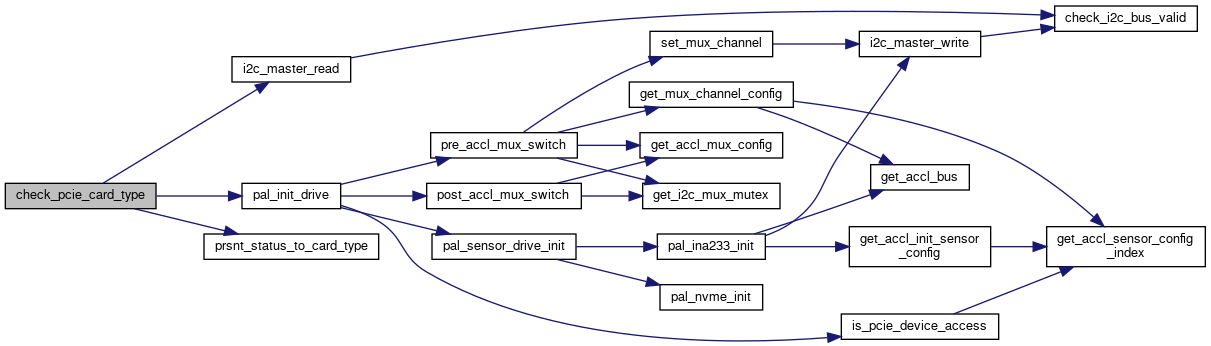 check_pcie_card_type
i2c_master_read
pal_init_drive
prsnt_status_to_card_type
pre_accl_mux_switch
post_accl_mux_switch
pal_sensor_drive_init
set_mux_channel
get_mux_channel_config
get_accl_mux_config
get_i2c_mux_mutex
pal_ina233_init
pal_nvme_init
i2c_master_write
get_accl_bus
get_accl_init_sensor
_config
is_pcie_device_access
check_i2c_bus_valid
get_accl_sensor_config
_index